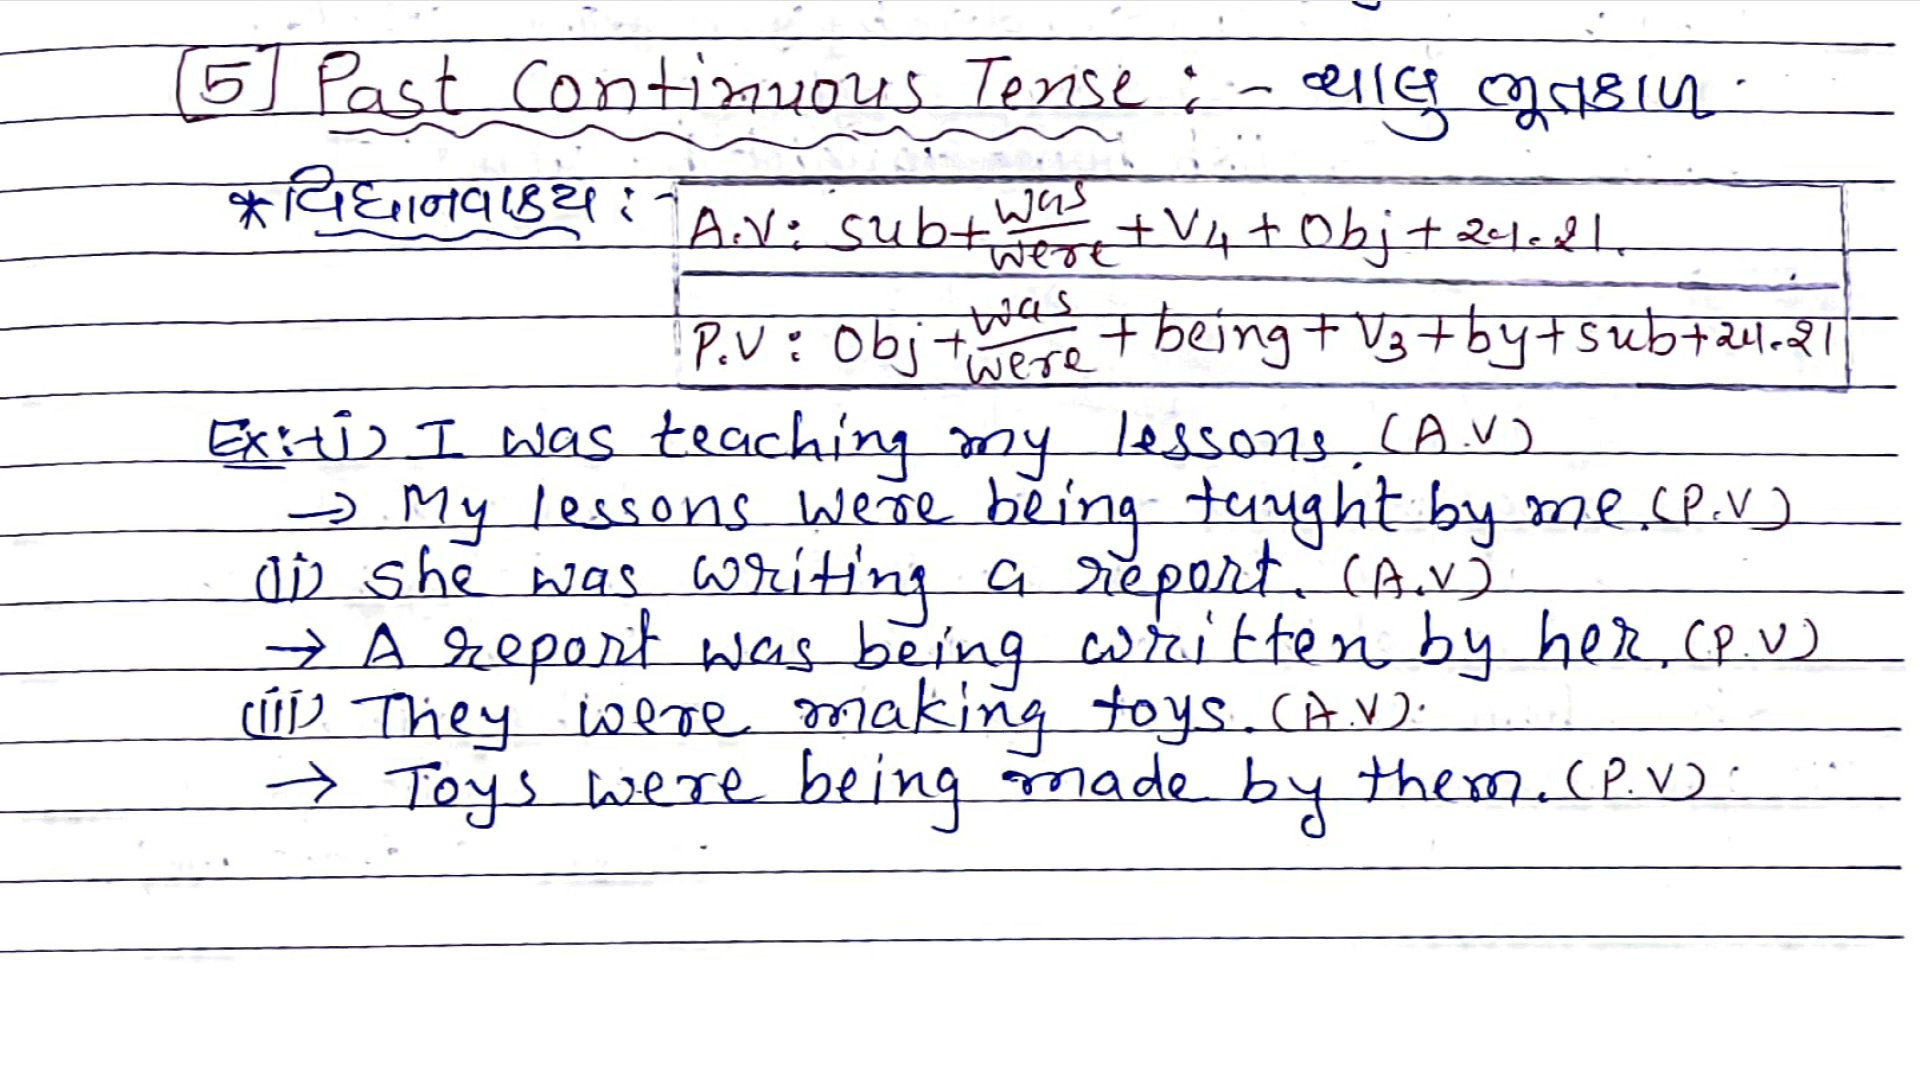 [5] Past Continuous Tense :- ચાલુ ભૂતકાળ
* વિધાનવાક્ય :-
A.V : sub + was/were + V4 + Obj + અ.શ.
P.V : Obj + was/were + being + V3 + by + sub + અ.શ
Ex:-(i) I was teaching my lessons. (A.V)
→ My lessons were being taught by me. (P.V)
(ii) she was writing a report. (A.V)
→ A report was being written by her. (P.V)
(iii) They were making toys. (A.V)
→ Toys were being made by them. (P.V)